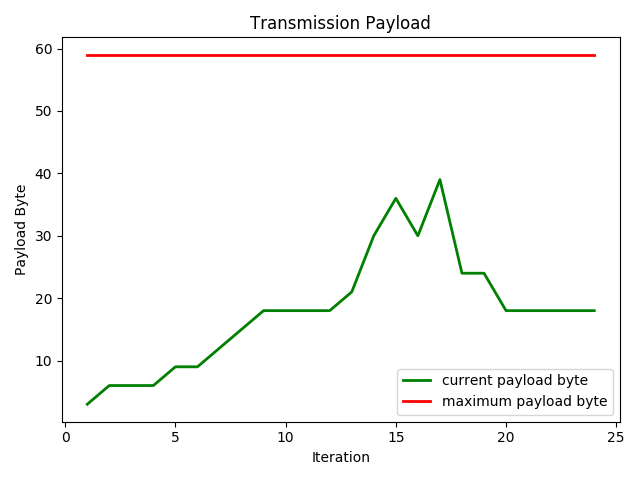 Transmission Payload
60
50
40
30
20
10
Payload Byte
current payload byte
maximum payload byte
0 5 10 15 20 25
Iteration